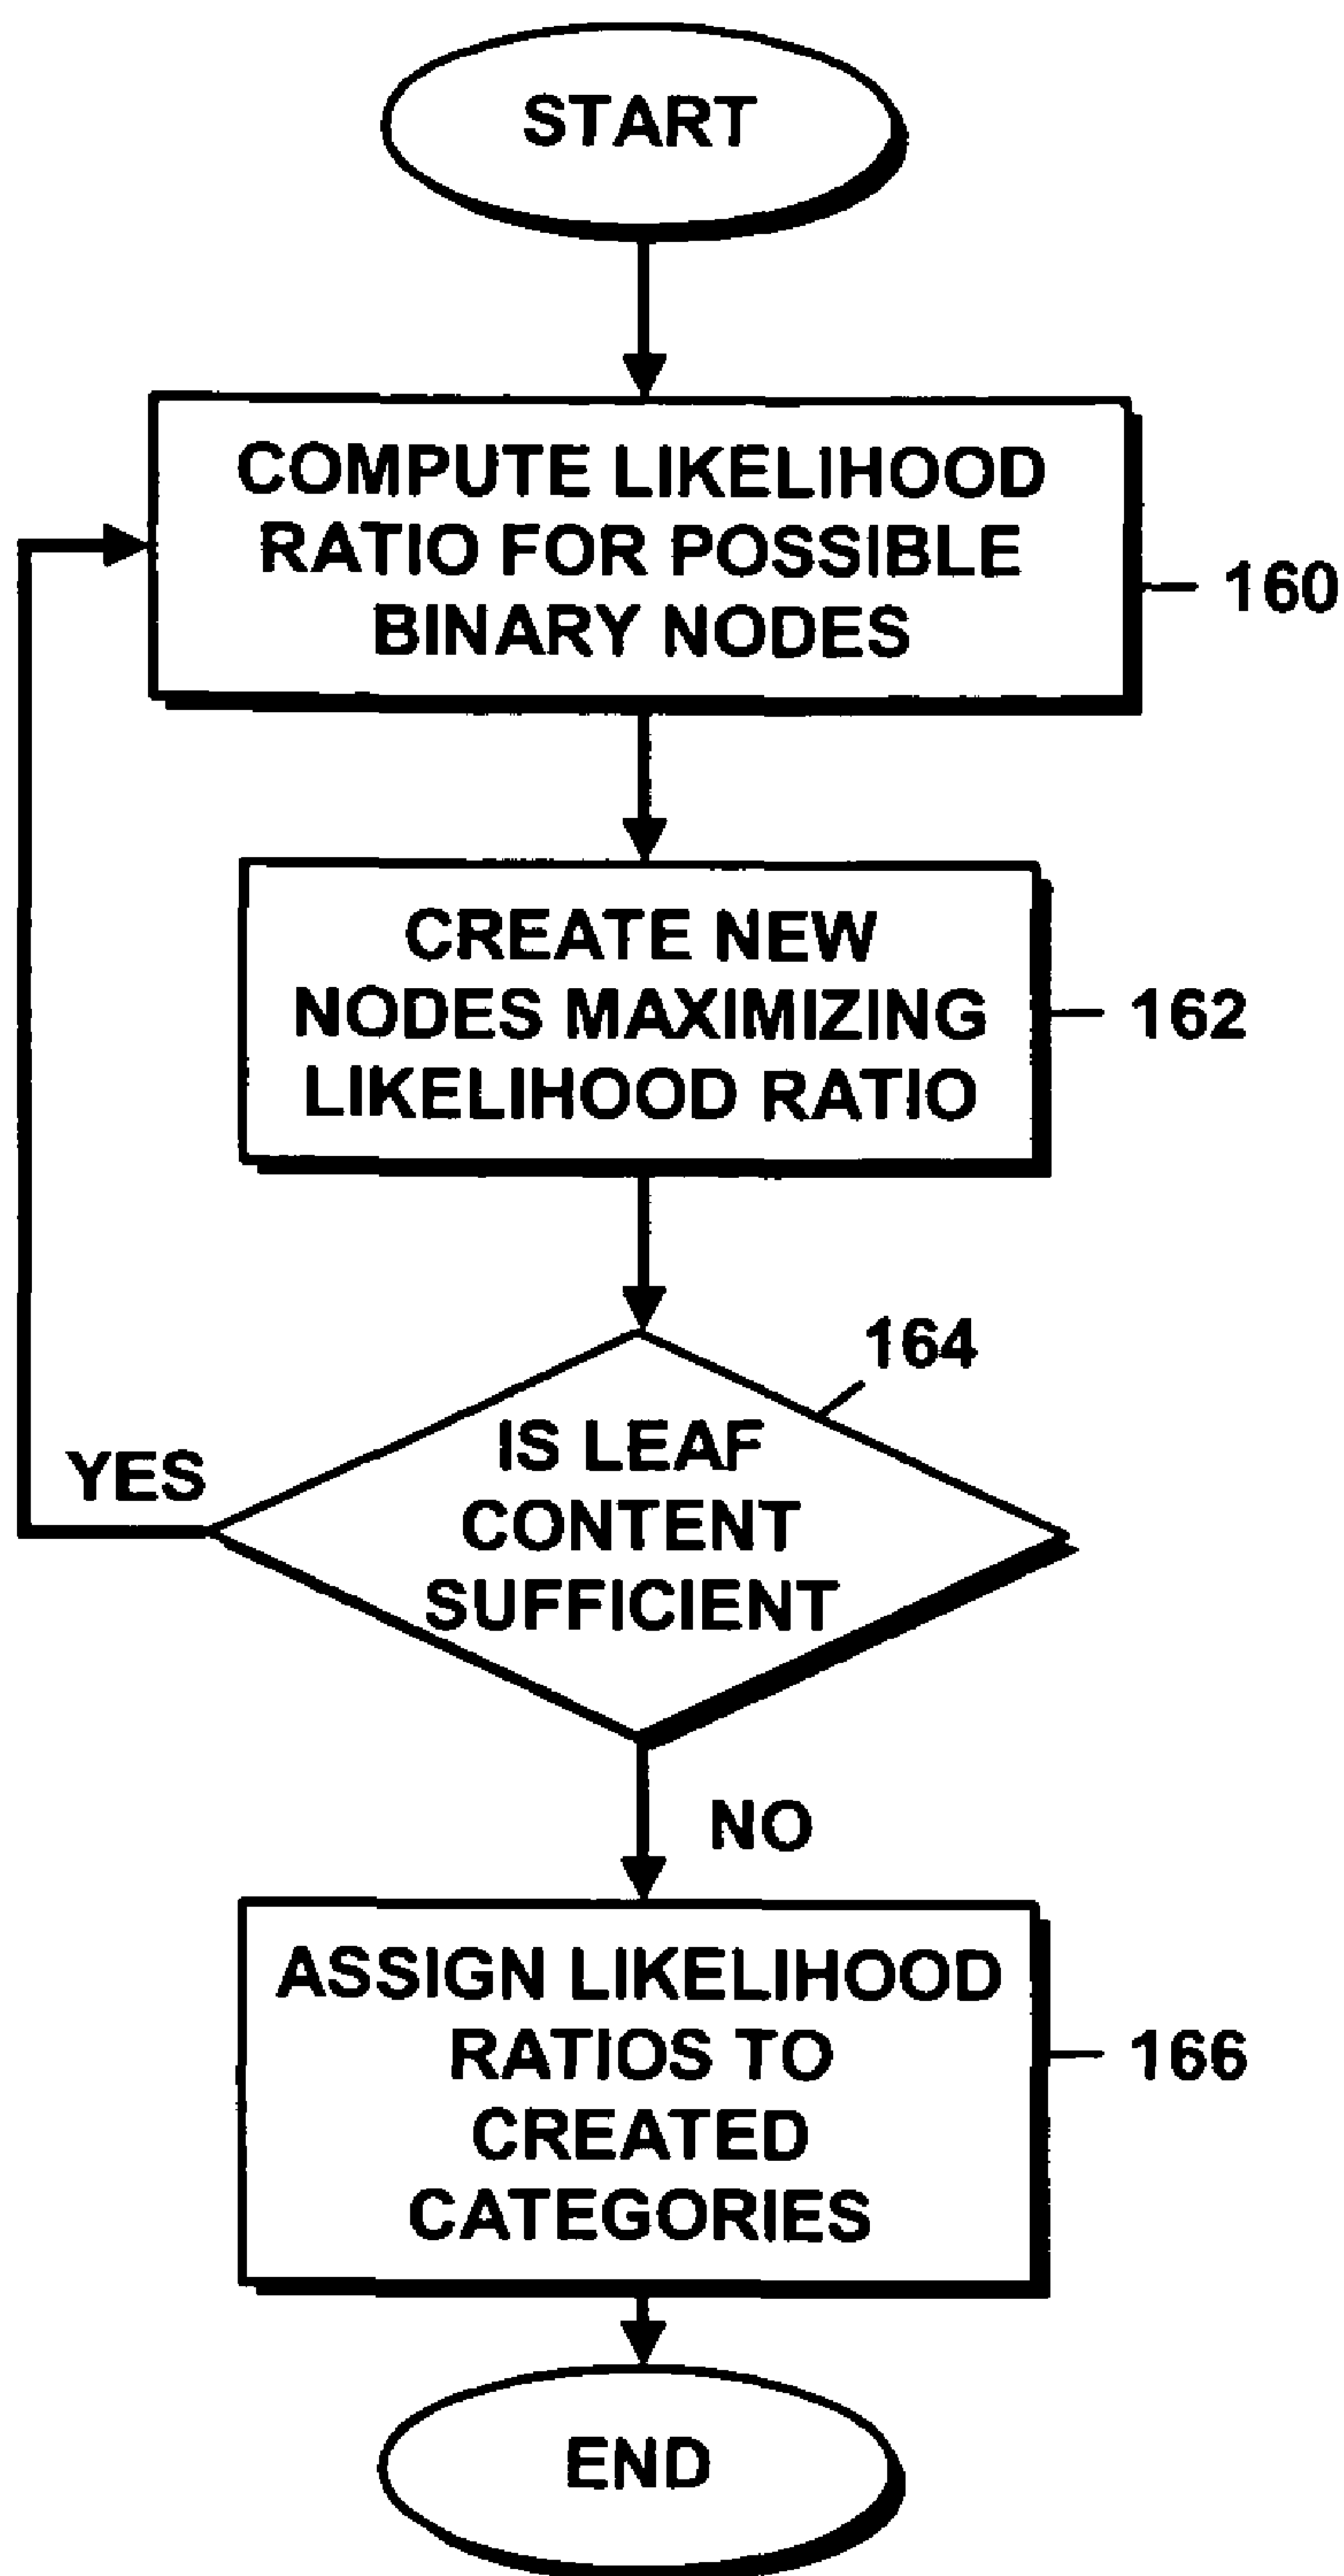 START
COMPUTE LIKELIHOOD
RATIO FOR POSSIBLE
BINARY NODES
160
CREATE NEW
NODES MAXIMIZING
LIKELIHOOD RATIO
162
164
IS LEAF
CONTENT
SUFFICIENT
YES
NO
ASSIGN LIKELIHOOD
RATIOS TO
CREATED
CATEGORIES
166
END